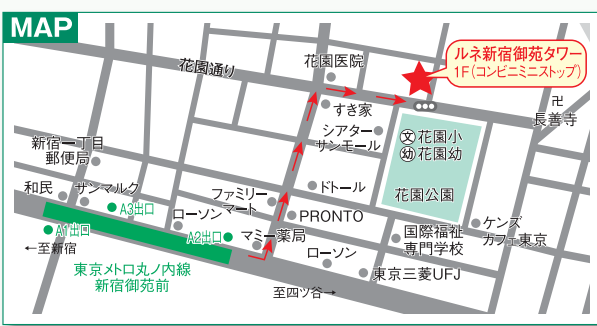 MAP
ルネ新宿御苑タワー
1F(コンビニミニストップ)
花園医院
花園通り
卍
長善寺
すき家
シアター
サンモール
文花園小
幼花園幼
新宿一丁目
郵便局
花園公園
和民
サンマルク
ファミリー
マート
ドトール
A3出口
ローソン
PRONTO
A1出口
A2出口
マミー薬局
国際福祉
専門学校
ケンズ
カフェ東京
←至新宿
ローソン
東京メトロ丸ノ内線
新宿御苑前
東京三菱UFJ
至四ツ谷→